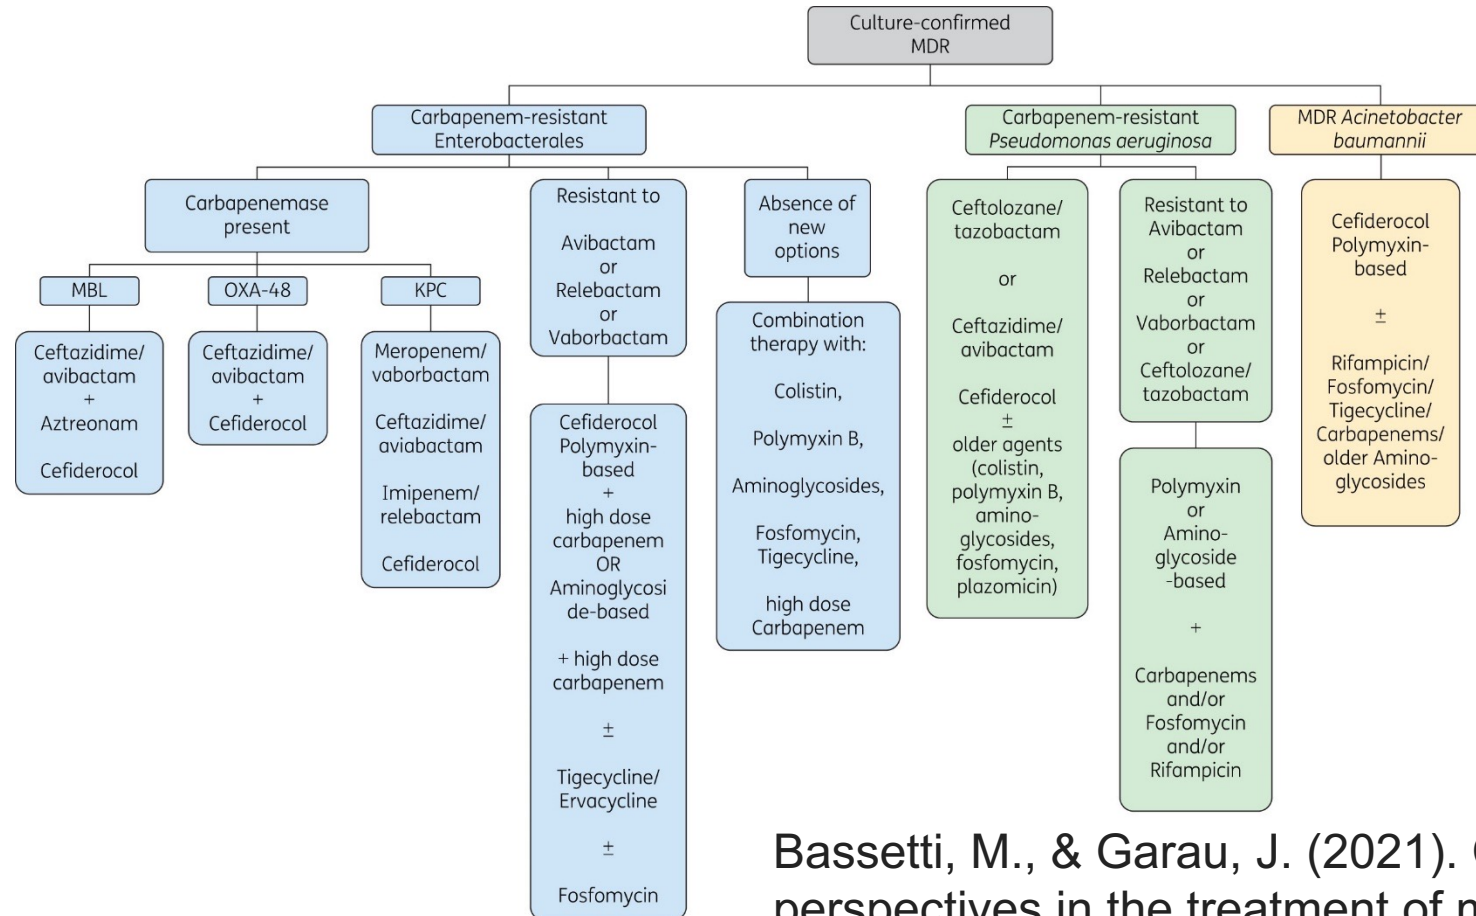 Culture-confirmed
MDR
Carbapenem-resistant
Enterobacterales
Carbapenemase
present
MBL
Ceftazidime/
avibactam
+
Aztreonam
Cefiderocol
OXA-48
Ceftazidime/
avibactam
+
Cefiderocol
KPC
Meropenem/
vaborbactam
Ceftazidime/
aviabactam
Imipenem/
relebactam
Cefiderocol
Resistant to
Avibactam
or
Relebactam
or
Vaborbactam
Cefiderocol
Polymyxin-
based
+
high dose
carbapenem
OR
Aminoglycosi
de-based
+ high dose
carbapenem
±
Tigecycline/
Ervacycline
±
Fosfomycin
Absence of
new
options
Combination
therapy with:
Colistin,
Polymyxin B,
Aminoglycosides,
Fosfomycin,
Tigecycline,
high dose
Carbapenem
Carbapenem-resistant
Pseudomonas aeruginosa
Ceftolozane/
tazobactam
or
Ceftazidime/
avibactam
Cefiderocol
±
older agents
(colistin,
polymyxin B,
amino-
glycosides,
fosfomycin,
plazomicin)
Resistant to
Avibactam
or
Relebactam
or
Vaborbactam
or
Ceftolozane/
tazobactam
Polymyxin
or
Amino-
glycoside
-based
+
Carbapenems
and/or
Fosfomycin
and/or
Rifampicin
MDR Acinetobacter
baumannii
Cefiderocol
Polymyxin-
based
±
Rifampicin/
Fosfomycin/
Tigecycline/
Carbapenems/
older Amino-
glycosides
Bassetti, M., & Garau, J. (2021).
perspectives in the treatment of